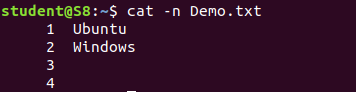 student@S8:~$ cat -n Demo.txt
     1  Ubuntu
     2  Windows
     3
     4